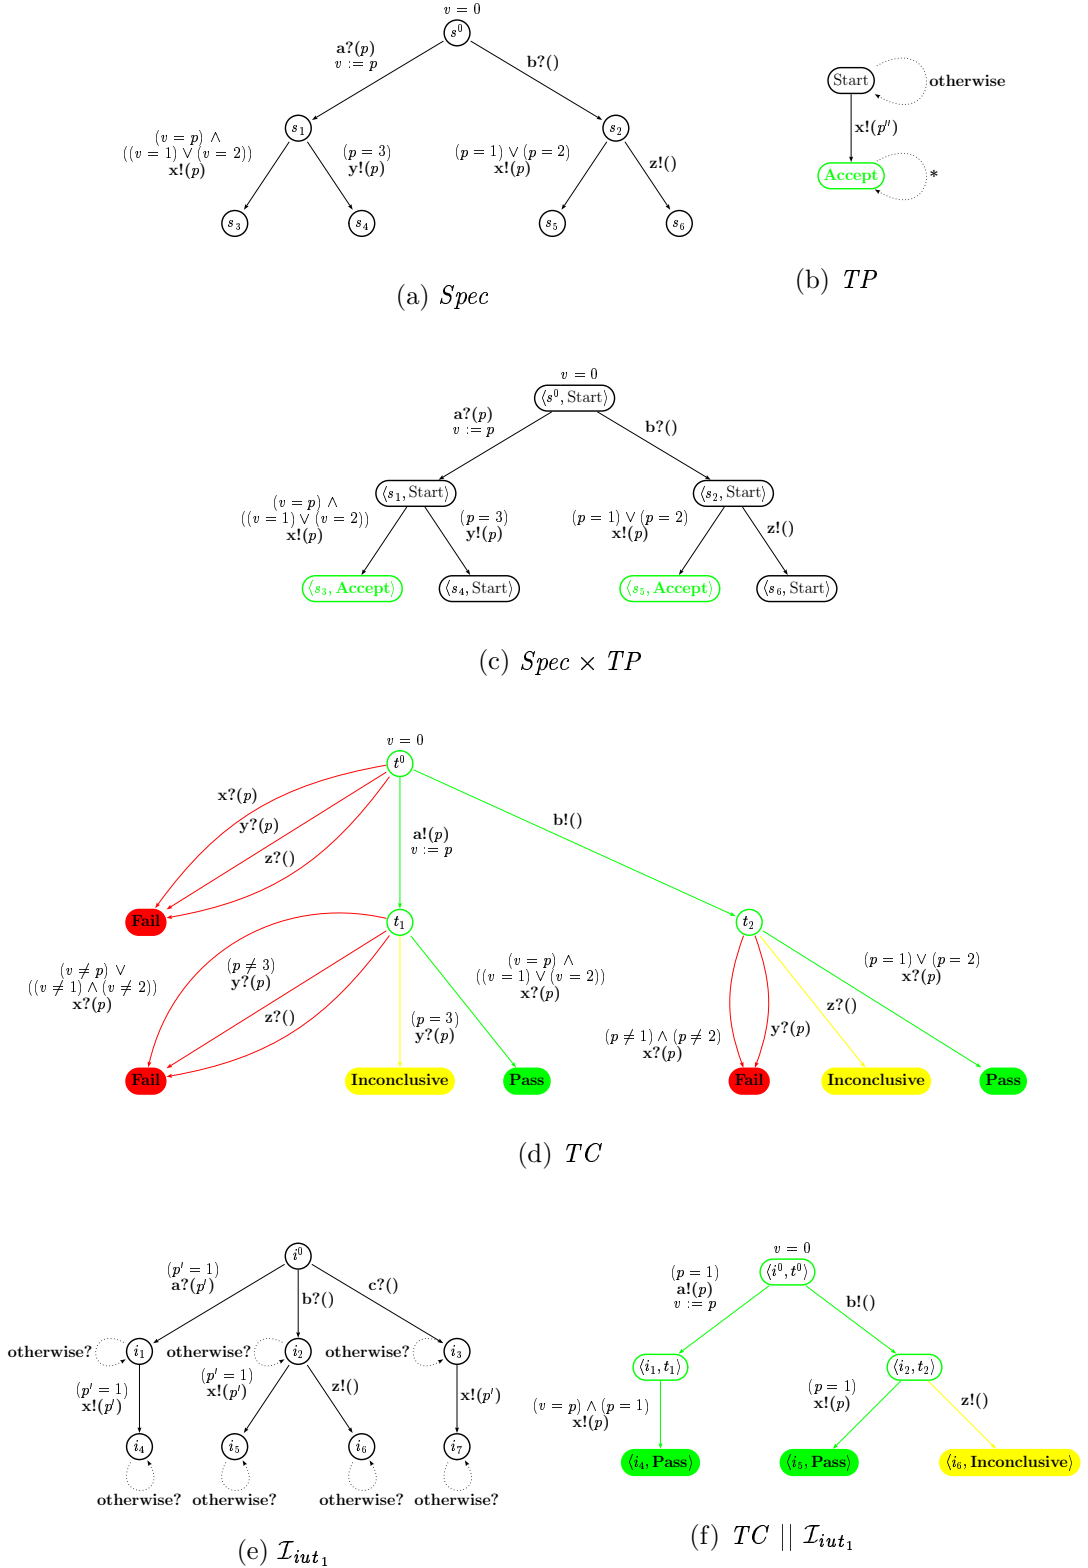 v = 0
s⁰
a?(p)
v := p
b?()
s₁
s₂
(v = p) ∧
((v = 1) ∨ (v = 2))
x!(p)
(p = 3)
y!(p)
(p = 1) ∨ (p = 2)
x!(p)
z!()
s₃
s₄
s₅
s₆
(a) Spec
Start
otherwise
x!(p″)
Accept
*
(b) TP
v = 0
⟨s⁰, Start⟩
a?(p)
v := p
b?()
⟨s₁, Start⟩
⟨s₂, Start⟩
(v = p) ∧
((v = 1) ∨ (v = 2))
x!(p)
(p = 3)
y!(p)
(p = 1) ∨ (p = 2)
x!(p)
z!()
⟨s₃, Accept⟩
⟨s₄, Start⟩
⟨s₅, Accept⟩
⟨s₆, Start⟩
(c) Spec × TP
v = 0
t⁰
x?(p)
y?(p)
z?()
a!(p)
v := p
b!()
Fail
t₁
t₂
(v ≠ p) ∨
((v ≠ 1) ∧ (v ≠ 2))
x?(p)
(p ≠ 3)
y?(p)
z?()
(p = 3)
y?(p)
(v = p) ∧
((v = 1) ∨ (v = 2))
x?(p)
(p ≠ 1) ∧ (p ≠ 2)
x?(p)
y?(p)
z?()
(p = 1) ∨ (p = 2)
x?(p)
Fail
Inconclusive
Pass
Fail
Inconclusive
Pass
(d) TC
i⁰
(p′ = 1)
a?(p′)
b?()
c?()
otherwise?
i₁
otherwise?
i₂
otherwise?
i₃
(p′ = 1)
x!(p′)
(p′ = 1)
x!(p′)
z!()
x!(p′)
i₄
i₅
i₆
i₇
otherwise?
otherwise?
otherwise?
otherwise?
(e) ℐ_iut₁
v = 0
⟨i⁰, t⁰⟩
(p = 1)
a!(p)
v := p
b!()
⟨i₁, t₁⟩
⟨i₂, t₂⟩
(v = p) ∧ (p = 1)
x!(p)
(p = 1)
x!(p)
z!()
⟨i₄, Pass⟩
⟨i₅, Pass⟩
⟨i₆, Inconclusive⟩
(f) TC || ℐ_iut₁